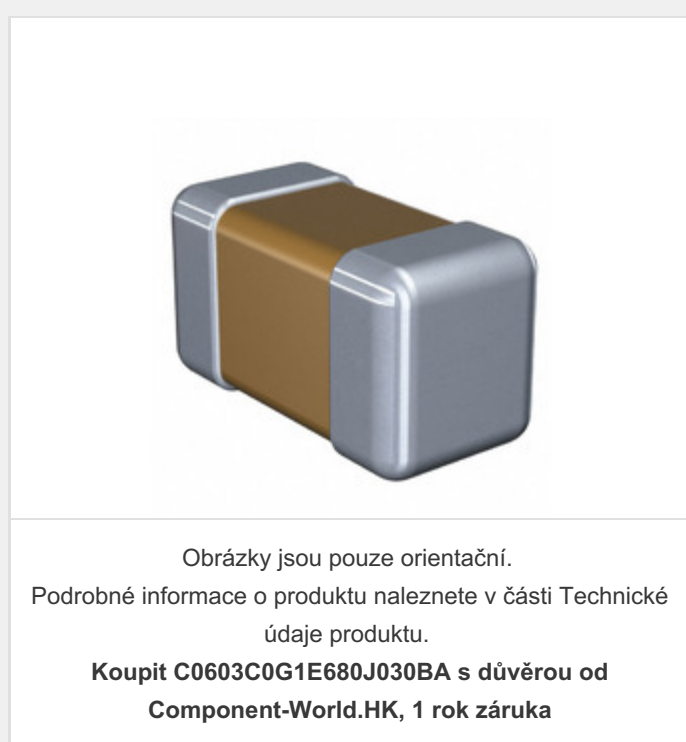 Obrázky jsou pouze orientační.
Podrobné informace o produktu naleznete v části Technické
údaje produktu.
Koupit C0603C0G1E680J030BA s důvěrou od
Component-World.HK, 1 rok záruka